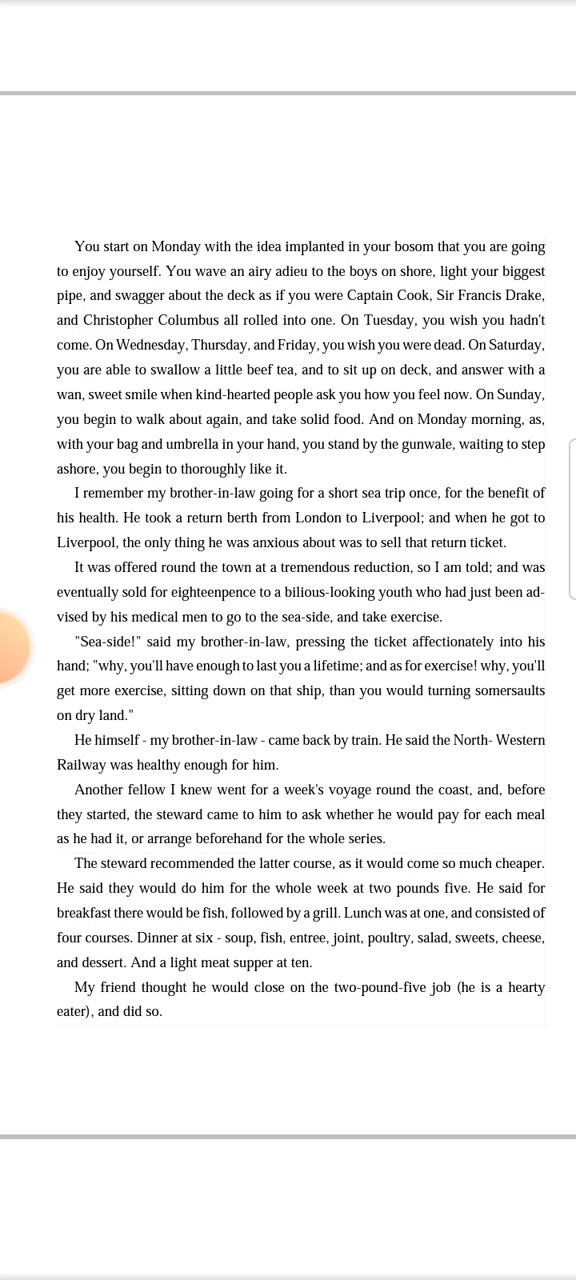 You start on Monday with the idea implanted in your bosom that you are going
to enjoy yourself. You wave an airy adieu to the boys on shore, light your biggest
pipe, and swagger about the deck as if you were Captain Cook, Sir Francis Drake,
and Christopher Columbus all rolled into one. On Tuesday, you wish you hadn't
come. On Wednesday, Thursday, and Friday, you wish you were dead. On Saturday,
you are able to swallow a little beef tea, and to sit up on deck, and answer with a
wan, sweet smile when kind-hearted people ask you how you feel now. On Sunday,
you begin to walk about again, and take solid food. And on Monday morning, as,
with your bag and umbrella in your hand, you stand by the gunwale, waiting to step
ashore, you begin to thoroughly like it.
I remember my brother-in-law going for a short sea trip once, for the benefit of
his health. He took a return berth from London to Liverpool; and when he got to
Liverpool, the only thing he was anxious about was to sell that return ticket.
It was offered round the town at a tremendous reduction, so I am told; and was
eventually sold for eighteenpence to a bilious-looking youth who had just been ad-
vised by his medical men to go to the sea-side, and take exercise.
"Sea-side!" said my brother-in-law, pressing the ticket affectionately into his
hand; "why, you'll have enough to last you a lifetime; and as for exercise! why, you'll
get more exercise, sitting down on that ship, than you would turning somersaults
on dry land."
He himself - my brother-in-law - came back by train. He said the North- Western
Railway was healthy enough for him.
Another fellow I knew went for a week's voyage round the coast, and, before
they started, the steward came to him to ask whether he would pay for each meal
as he had it, or arrange beforehand for the whole series.
The steward recommended the latter course, as it would come so much cheaper.
He said they would do him for the whole week at two pounds five. He said for
breakfast there would be fish, followed by a grill. Lunch was at one, and consisted of
four courses. Dinner at six - soup, fish, entree, joint, poultry, salad, sweets, cheese,
and dessert. And a light meat supper at ten.
My friend thought he would close on the two-pound-five job (he is a hearty
eater), and did so.